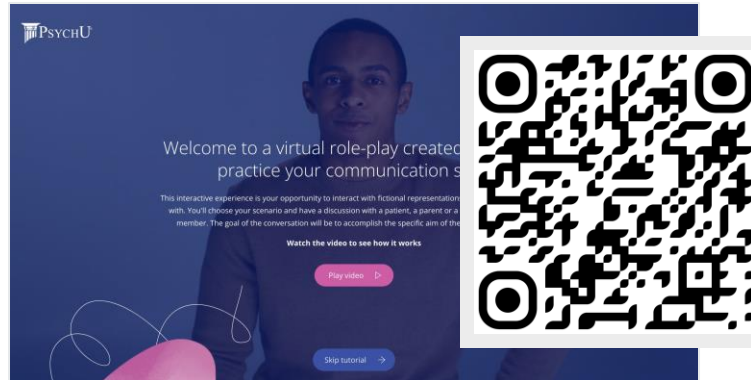 PSYCHU
Welcome to a virtual role-play created
practice your communication s
This interactive experience is your opportunity to interact with fictional representations
with. You'll choose your scenario and have a discussion with a patient, a parent or a
member. The goal of the conversation will be to accomplish the specific aim of the
Watch the video to see how it works
Play video
Skip tutorial